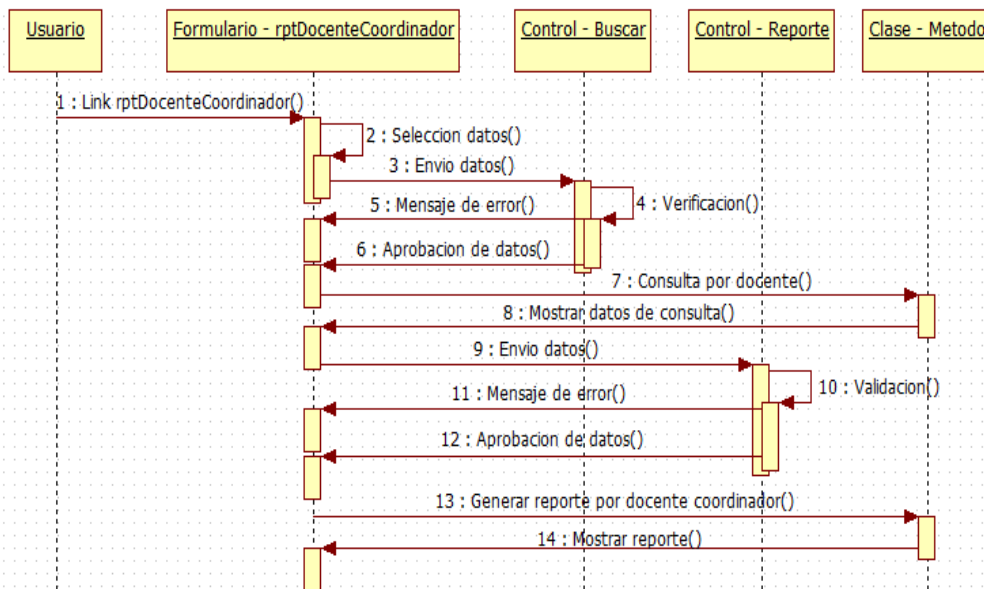 Usuario
Formulario - rptDocenteCoordinador
Control - Buscar
Control - Reporte
Clase - Metodo
1 : Link rptDocenteCoordinador()
2 : Seleccion datos()
3 : Envio datos()
4 : Verificacion()
5 : Mensaje de error()
6 : Aprobacion de datos()
7 : Consulta por docente()
8 : Mostrar datos de consulta()
9 : Envio datos()
10 : Validacion()
11 : Mensaje de error()
12 : Aprobacion de datos()
13 : Generar reporte por docente coordinador()
14 : Mostrar reporte()